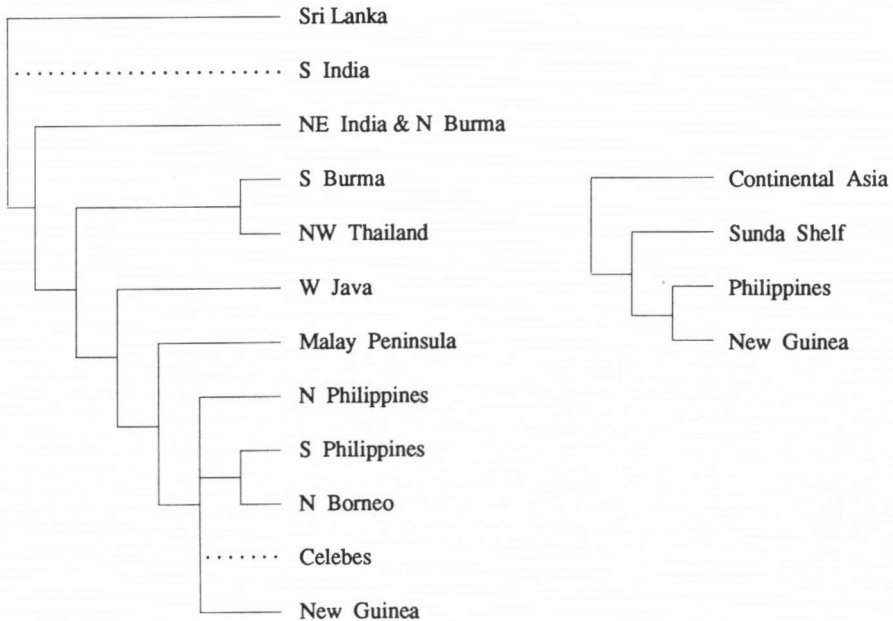 Sri Lanka
S India
NE India & N Burma
S Burma
NW Thailand
W Java
Malay Peninsula
N Philippines
S Philippines
N Borneo
Celebes
New Guinea
Continental Asia
Sunda Shelf
Philippines
New Guinea